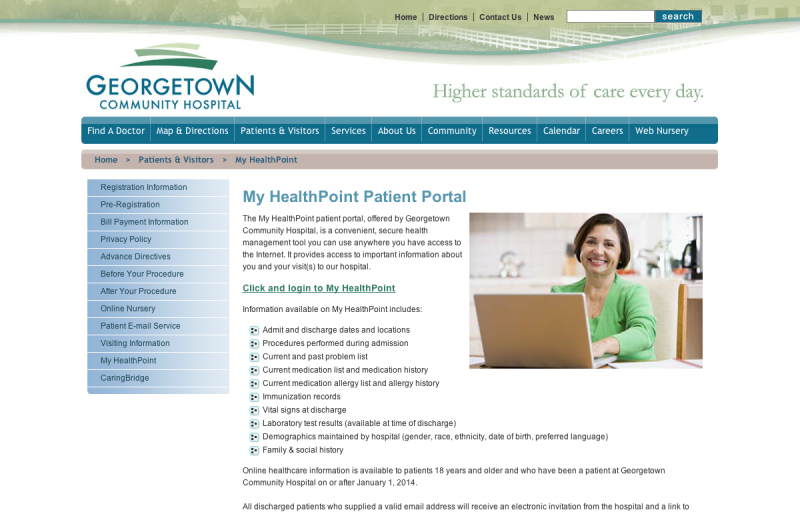 Home | Directions | Contact Us | News search
GEORGETOWN
COMMUNITY HOSPITAL
Higher standards of care every day.
Find A Doctor Map & Directions Patients & Visitors Services About Us Community Resources Calendar Careers Web Nursery
Home > Patients & Visitors > My HealthPoint
Registration Information
Pre-Registration
Bill Payment Information
Privacy Policy
Advance Directives
Before Your Procedure
After Your Procedure
Online Nursery
Patient E-mail Service
Visiting Information
My HealthPoint
CaringBridge
My HealthPoint Patient Portal
The My HealthPoint patient portal, offered by Georgetown
Community Hospital, is a convenient, secure health
management tool you can use anywhere you have access to
the Internet. It provides access to important information about
you and your visit(s) to our hospital.
Click and login to My HealthPoint
Information available on My HealthPoint includes:
Admit and discharge dates and locations
Procedures performed during admission
Current and past problem list
Current medication list and medication history
Current medication allergy list and allergy history
Immunization records
Vital signs at discharge
Laboratory test results (available at time of discharge)
Demographics maintained by hospital (gender, race, ethnicity, date of birth, preferred language)
Family & social history
Online healthcare information is available to patients 18 years and older and who have been a patient at Georgetown
Community Hospital on or after January 1, 2014.
All discharged patients who supplied a valid email address will receive an electronic invitation from the hospital and a link to